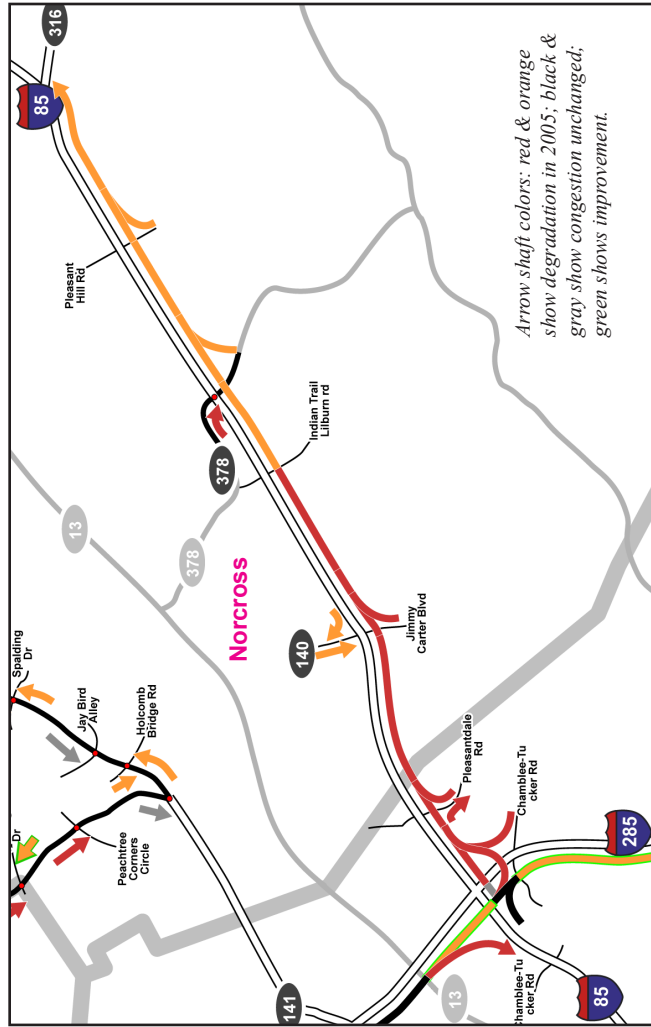 316
85
Pleasant
Hill Rd
Indian Trail
Lilburn rd
378
13
378
Norcross
Spalding
Dr
Jay Bird
Alley
Holcomb
Bridge Rd
Dr
Peachtree
Corners
Circle
140
Jimmy
Carter Blvd
Pleasantdale
Rd
Chamblee-Tu
cker Rd
141
285
13
Chamblee-Tu
cker Rd
85
Arrow shaft colors: red & orange
show degradation in 2005; black &
gray show congestion unchanged;
green shows improvement.